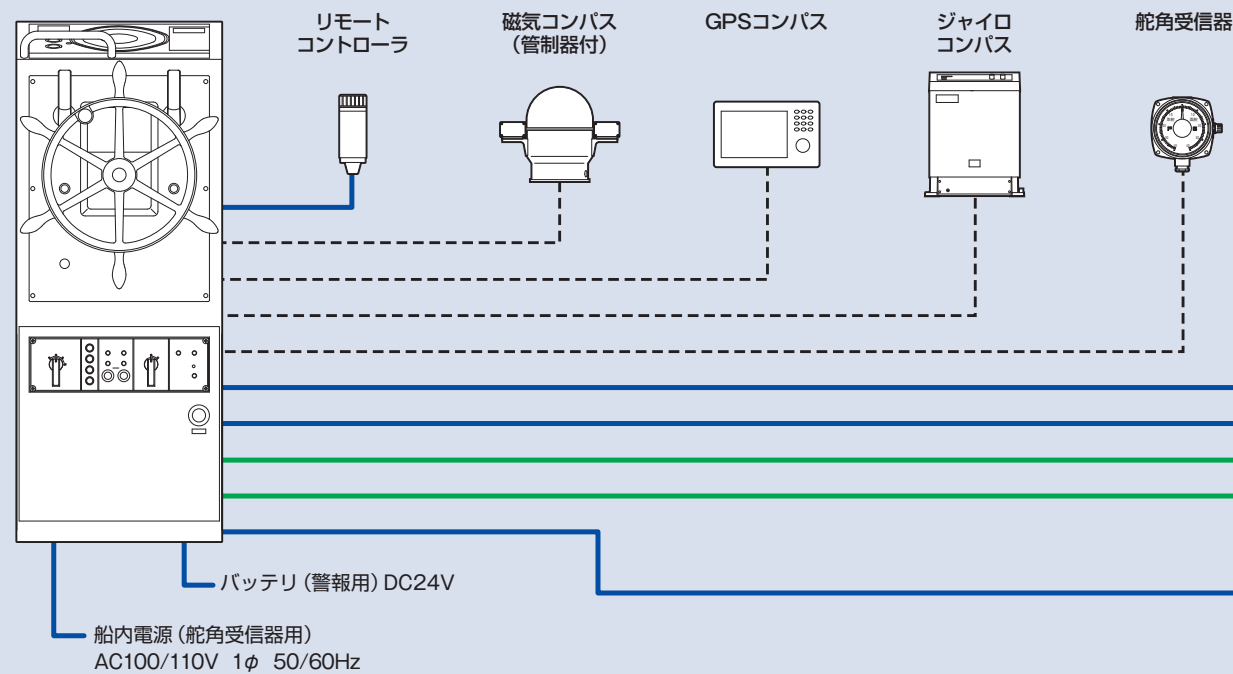 リモート
コントローラ
磁気コンパス
（管制器付）
GPSコンパス
ジャイロ
コンパス
舵角受信器
バッテリ（警報用）DC24V
船内電源（舵角受信器用）
AC100/110V 1φ 50/60Hz